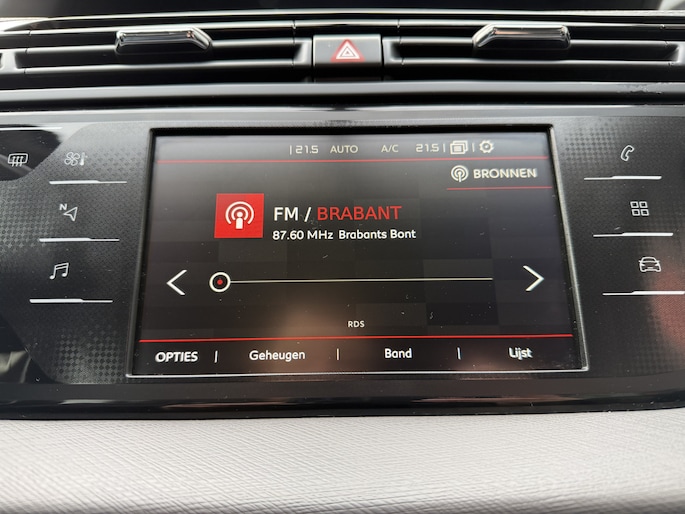 21.5 AUTO A/C 21.5
BRONNEN
FM / BRABANT
87.60 MHz Brabants Bont
N
RDS
OPTIES Geheugen Band Lijst